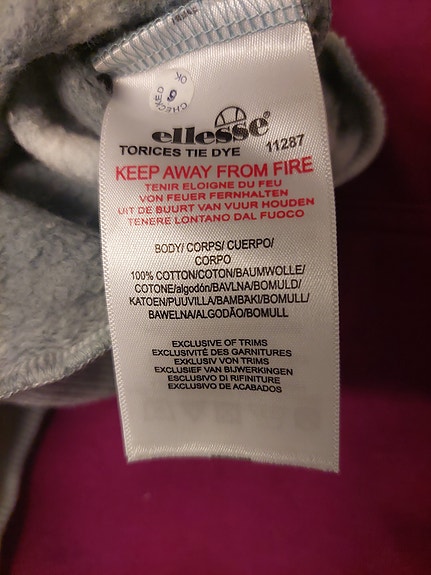 CHECKED
6
OK
ellesse®
TORICES TIE DYE 11287
KEEP AWAY FROM FIRE
TENIR ELOIGNE DU FEU
VON FEUER FERNHALTEN
UIT DE BUURT VAN VUUR HOUDEN
TENERE LONTANO DAL FUOCO
BODY/ CORPS/ CUERPO/
CORPO
100% COTTON/COTON/BAUMWOLLE/
COTONE/algodón/BAVLNA/BOMULD/
KATOEN/PUUVILLA/BAMBAKI/BOMULL/
BAWELNA/ALGODÃO/BOMULL
EXCLUSIVE OF TRIMS
EXCLUSIVITÉ DES GARNITURES
EXKLUSIV VON TRIMS
EXCLUSIEF VAN BIJWERKINGEN
ESCLUSIVO DI RIFINITURE
EXCLUSIVO DE ACABADOS